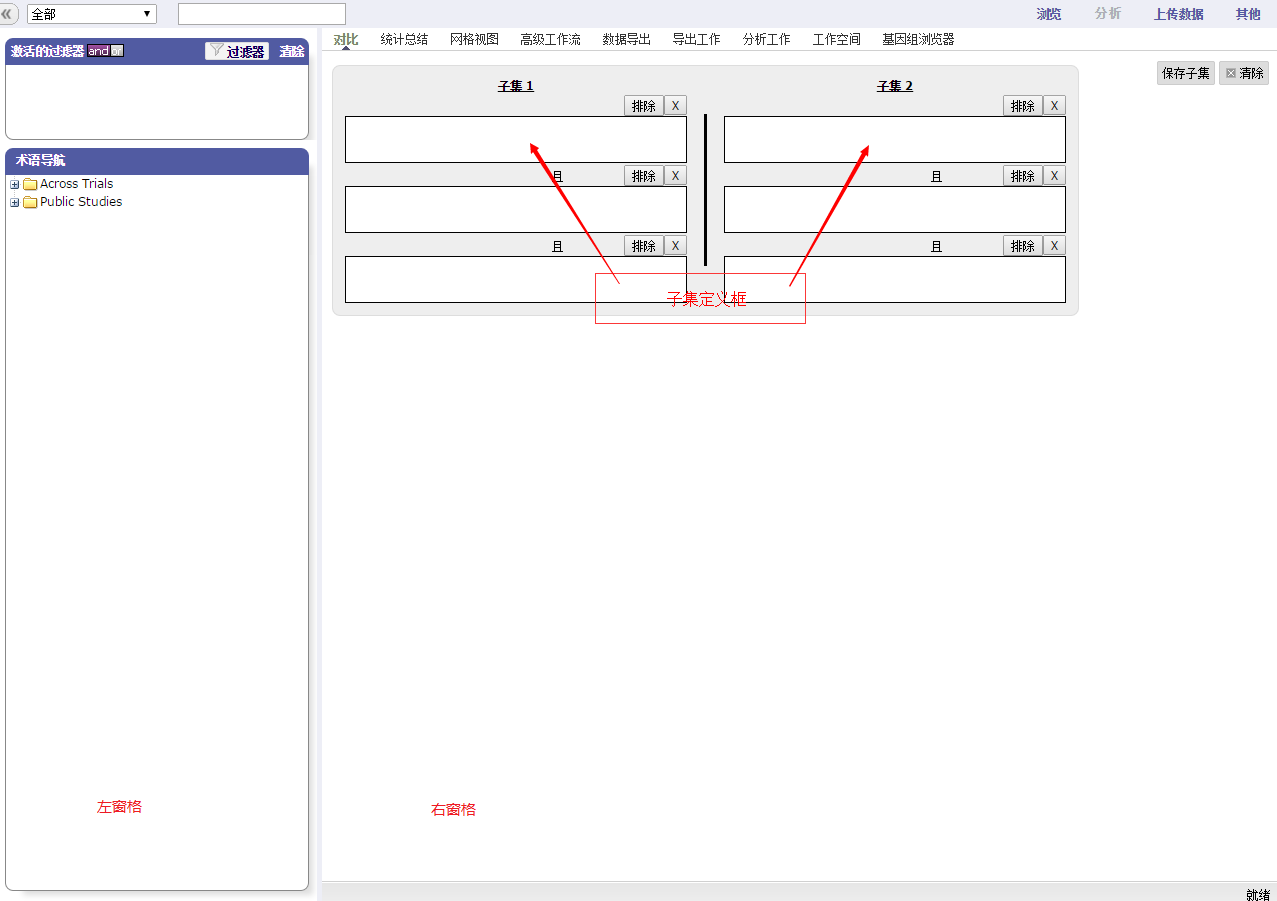 全部 浏览 分析 上传数据 其他
激活的过滤器 and or 过滤器 清除
术语导航
Across Trials
Public Studies
左窗格
对比 统计总结 网格视图 高级工作流 数据导出 导出工作 分析工作 工作空间 基因组浏览器
保存子集 清除
子集 1 子集 2
排除 X 排除 X
且 排除 X 且 排除 X
且 排除 X 且 排除 X
子集定义框
右窗格
就绪